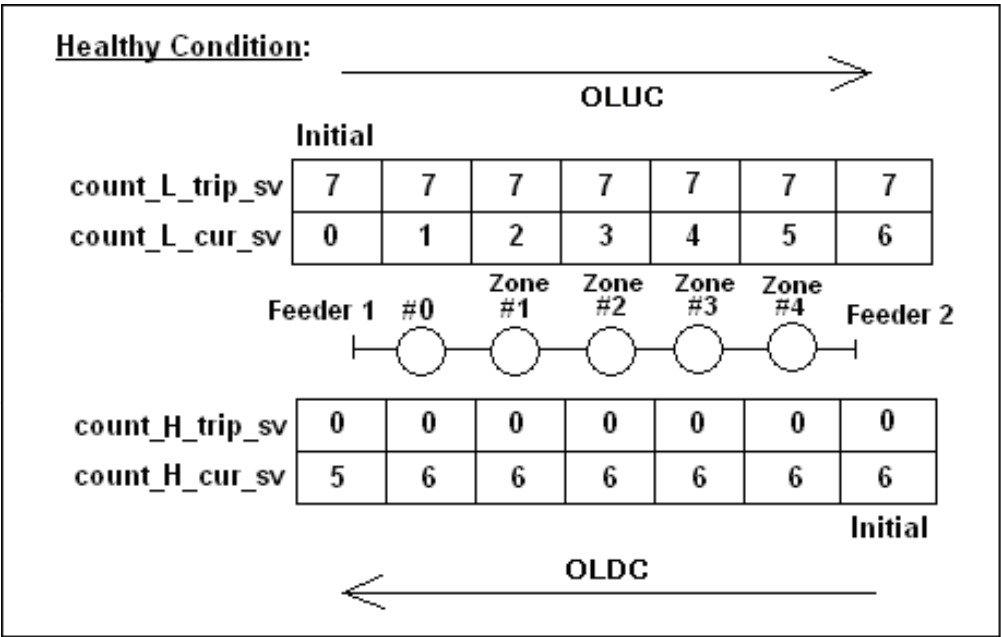 Healthy Condition:
OLUC
Initial
count_L_trip_sv 7 7 7 7 7 7 7
count_L_cur_sv 0 1 2 3 4 5 6
Zone Zone Zone Zone
Feeder 1 #0 #1 #2 #3 #4 Feeder 2
count_H_trip_sv 0 0 0 0 0 0 0
count_H_cur_sv 5 6 6 6 6 6 6
Initial
OLDC